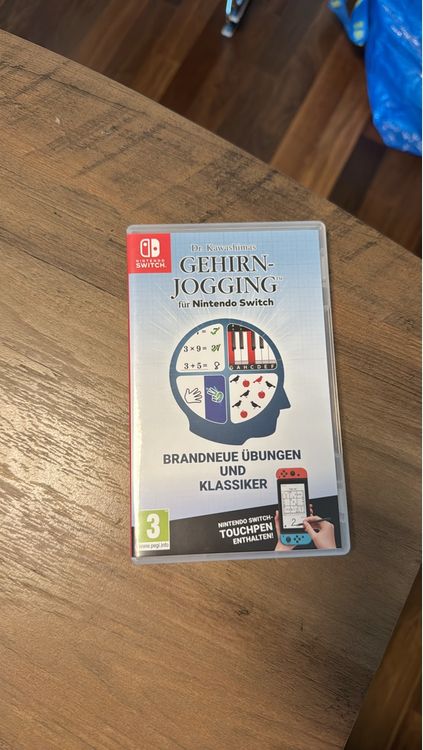 NINTENDO
SWITCH
Dr. Kawashimas
GEHIRN-
JOGGING™
für Nintendo Switch
3 × 9 =
3 + 5 =
G A H C D E F
BRANDNEUE ÜBUNGEN
UND
KLASSIKER
NINTENDO SWITCH-
TOUCHPEN
ENTHALTEN!
3
www.pegi.info